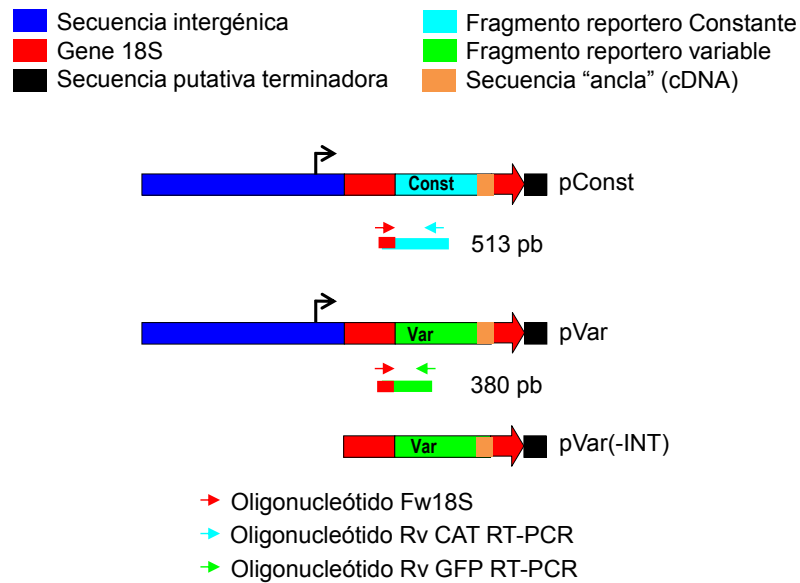 Secuencia intergénica
Gene 18S
Secuencia putativa terminadora
Fragmento reportero Constante
Fragmento reportero variable
Secuencia “ancla” (cDNA)
Const
pConst
513 pb
Var
pVar
380 pb
Var
pVar(-INT)
Oligonucleótido Fw18S
Oligonucleótido Rv CAT RT-PCR
Oligonucleótido Rv GFP RT-PCR